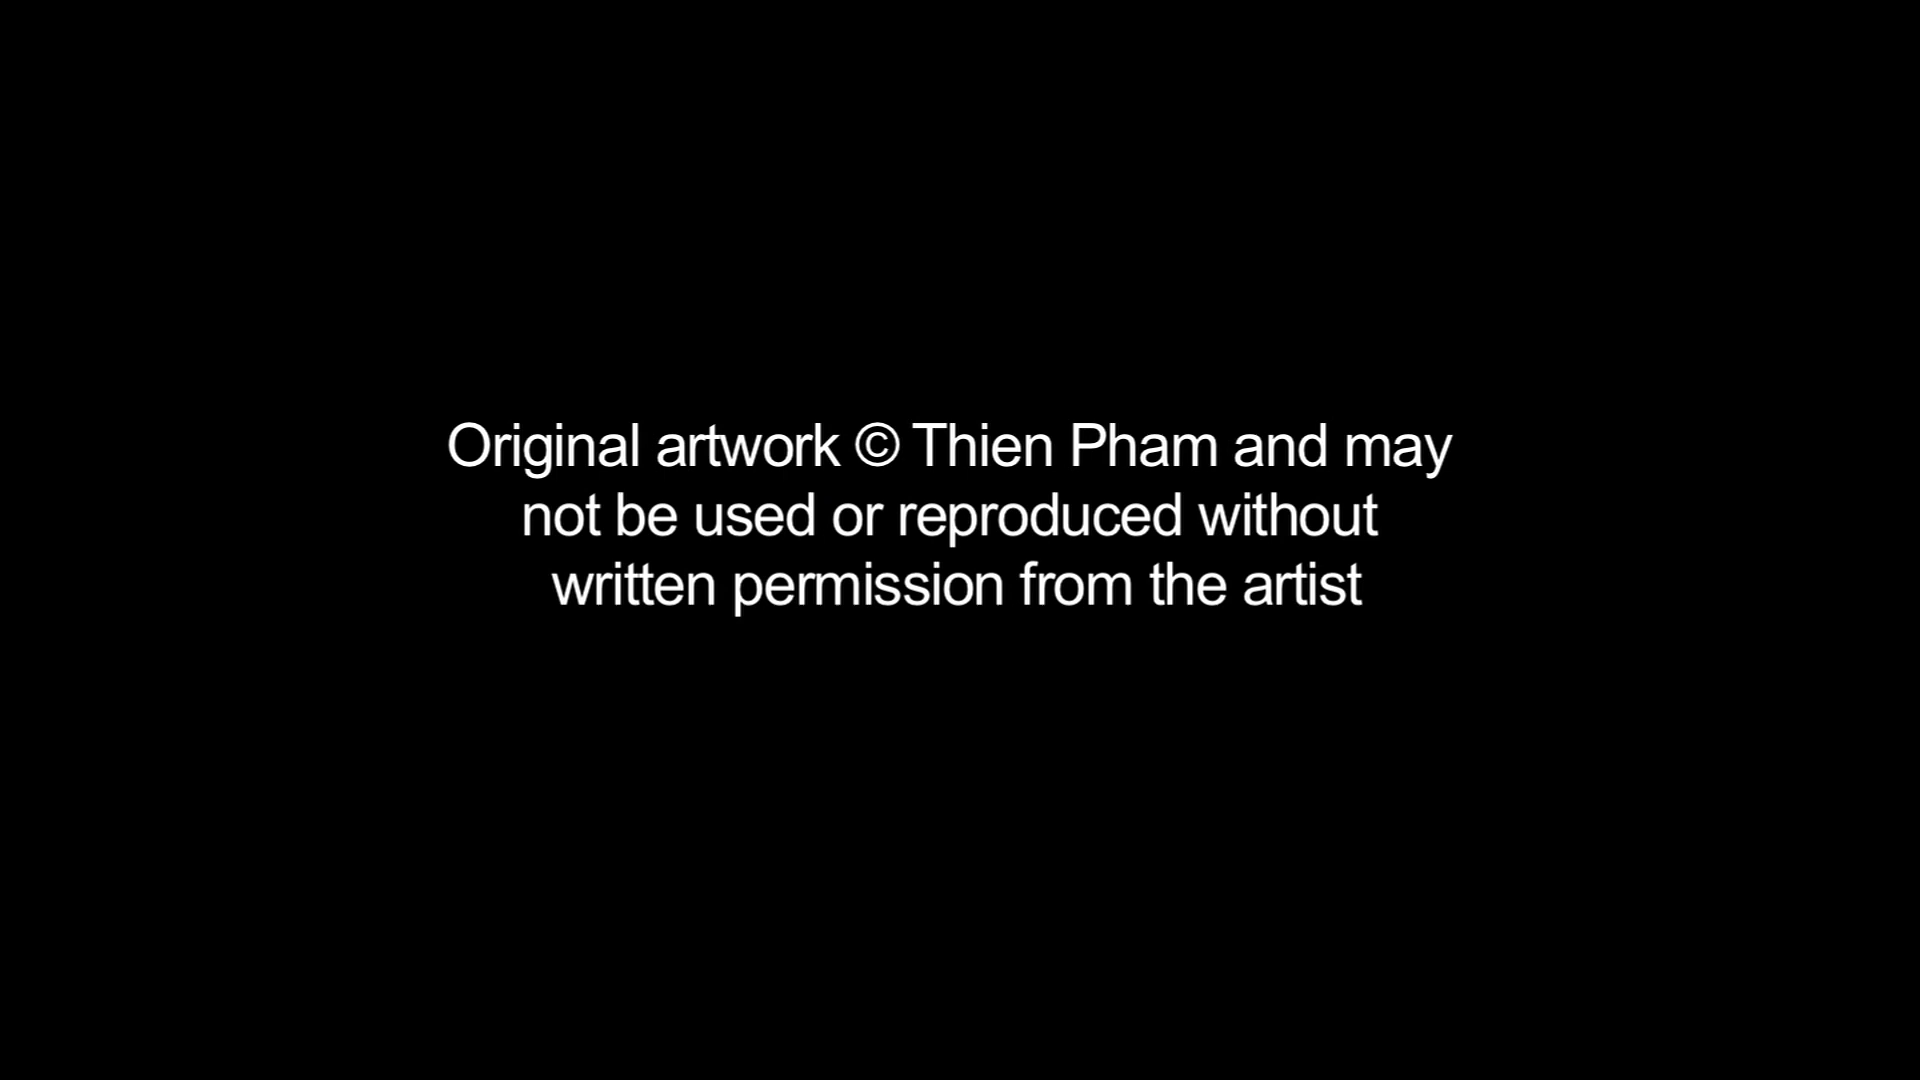 Original artwork © Thien Pham and may
not be used or reproduced without
written permission from the artist